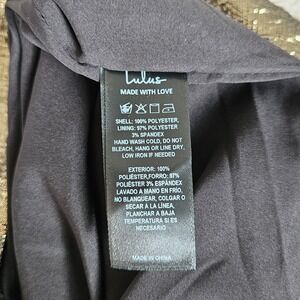 Lulus
MADE WITH LOVE
SHELL: 100% POLYESTER,
LINING: 97% POLYESTER
3% SPANDEX
HAND WASH COLD, DO NOT
BLEACH, HANG OR LINE DRY,
LOW IRON IF NEEDED
EXTERIOR: 100%
POLIÉSTER,FORRO: 97%
POLIÉSTER 3% ESPÁNDEX
LAVADO A MANO EN FRÍO,
NO BLANQUEAR, COLGAR O
SECAR A LA LÍNEA,
PLANCHAR A BAJA
TEMPERATURA SI ES
NECESARIO
MADE IN CHINA